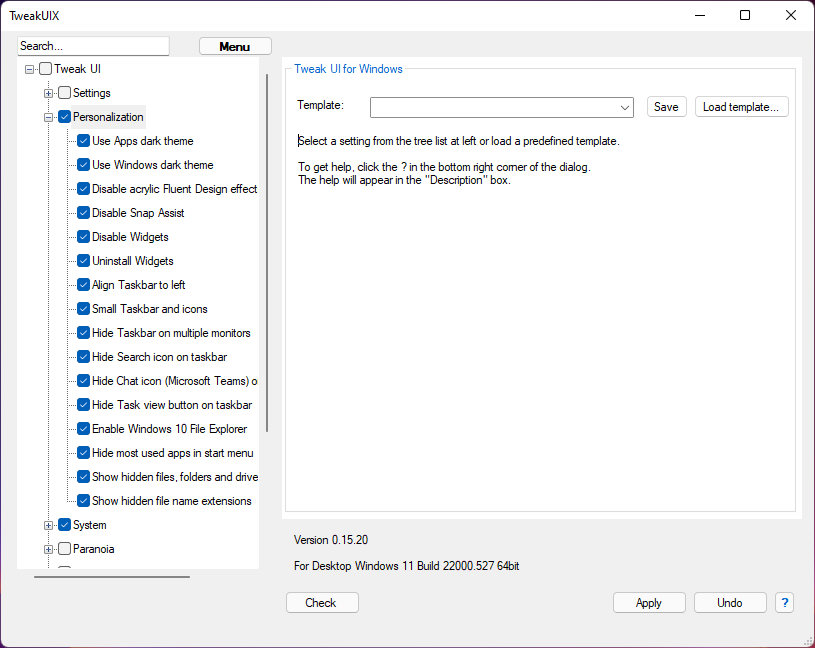 TweakUIX
Search...
Menu
Tweak UI
Settings
Personalization
Use Apps dark theme
Use Windows dark theme
Disable acrylic Fluent Design effect
Disable Snap Assist
Disable Widgets
Uninstall Widgets
Align Taskbar to left
Small Taskbar and icons
Hide Taskbar on multiple monitors
Hide Search icon on taskbar
Hide Chat icon (Microsoft Teams) o
Hide Task view button on taskbar
Enable Windows 10 File Explorer
Hide most used apps in start menu
Show hidden files, folders and drive
Show hidden file name extensions
System
Paranoia
Tweak UI for Windows
Template:
Save
Load template...
Select a setting from the tree list at left or load a predefined template.
To get help, click the ? in the bottom right corner of the dialog.
The help will appear in the "Description" box.
Version 0.15.20
For Desktop Windows 11 Build 22000.527 64bit
Check
Apply
Undo
?